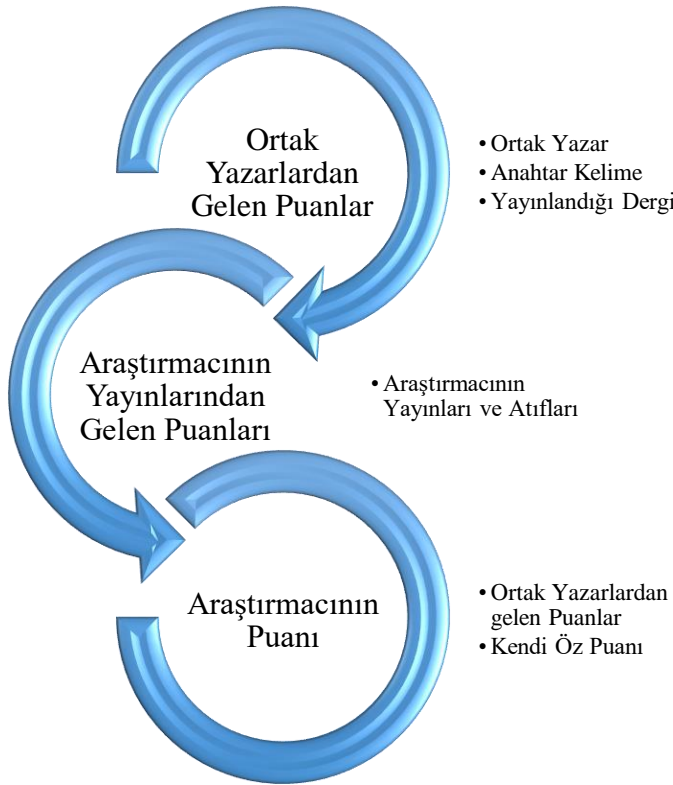 Ortak
Yazarlardan
Gelen Puanlar
• Ortak Yazar
• Anahtar Kelime
• Yayınlandığı Dergi
Araştırmacının
Yayınlarından
Gelen Puanları
• Araştırmacının
Yayınları ve Atıfları
Araştırmacının
Puanı
• Ortak Yazarlardan
gelen Puanlar
• Kendi Öz Puanı